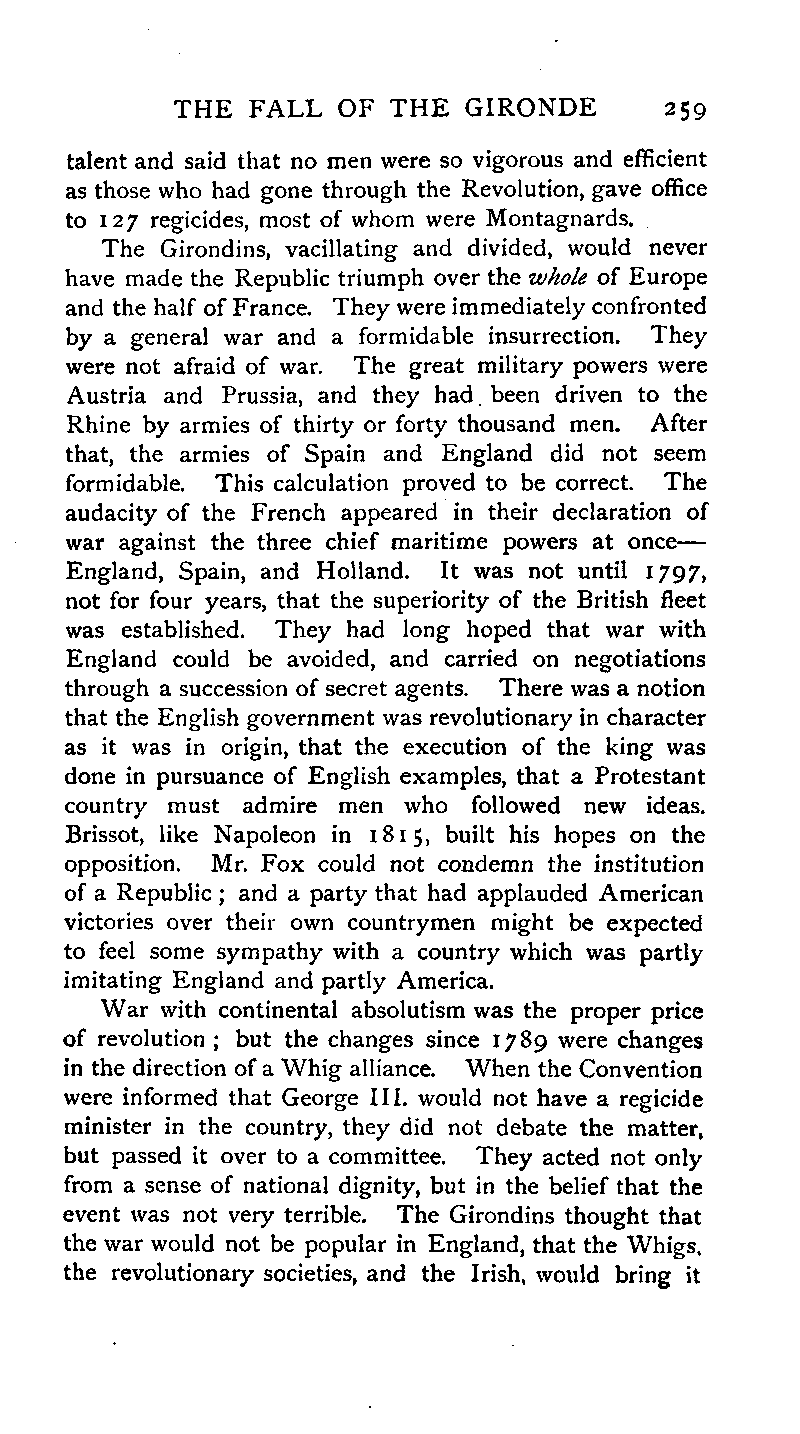 THE FALL OF THE GIRONDE 259
talent and said that no men were so vigorous and efficient
as those who had gone through the Revolution, gave office
to 127 regicides, most of whom were Montagnards.
The Girondins, vacillating and divided, would never
have made the Republic triumph over the whole of Europe
and the half of France. They were immediately confronted
by a general war and a formidable insurrection. They
were not afraid of war. The great military powers were
Austria and Prussia, and they had been driven to the
Rhine by armies of thirty or forty thousand men. After
that, the armies of Spain and England did not seem
formidable. This calculation proved to be correct. The
audacity of the French appeared in their declaration of
war against the three chief maritime powers at once—
England, Spain, and Holland. It was not until 1797,
not for four years, that the superiority of the British fleet
was established. They had long hoped that war with
England could be avoided, and carried on negotiations
through a succession of secret agents. There was a notion
that the English government was revolutionary in character
as it was in origin, that the execution of the king was
done in pursuance of English examples, that a Protestant
country must admire men who followed new ideas.
Brissot, like Napoleon in 1815, built his hopes on the
opposition. Mr. Fox could not condemn the institution
of a Republic ; and a party that had applauded American
victories over their own countrymen might be expected
to feel some sympathy with a country which was partly
imitating England and partly America.
War with continental absolutism was the proper price
of revolution ; but the changes since 1789 were changes
in the direction of a Whig alliance. When the Convention
were informed that George III. would not have a regicide
minister in the country, they did not debate the matter,
but passed it over to a committee. They acted not only
from a sense of national dignity, but in the belief that the
event was not very terrible. The Girondins thought that
the war would not be popular in England, that the Whigs,
the revolutionary societies, and the Irish, would bring it